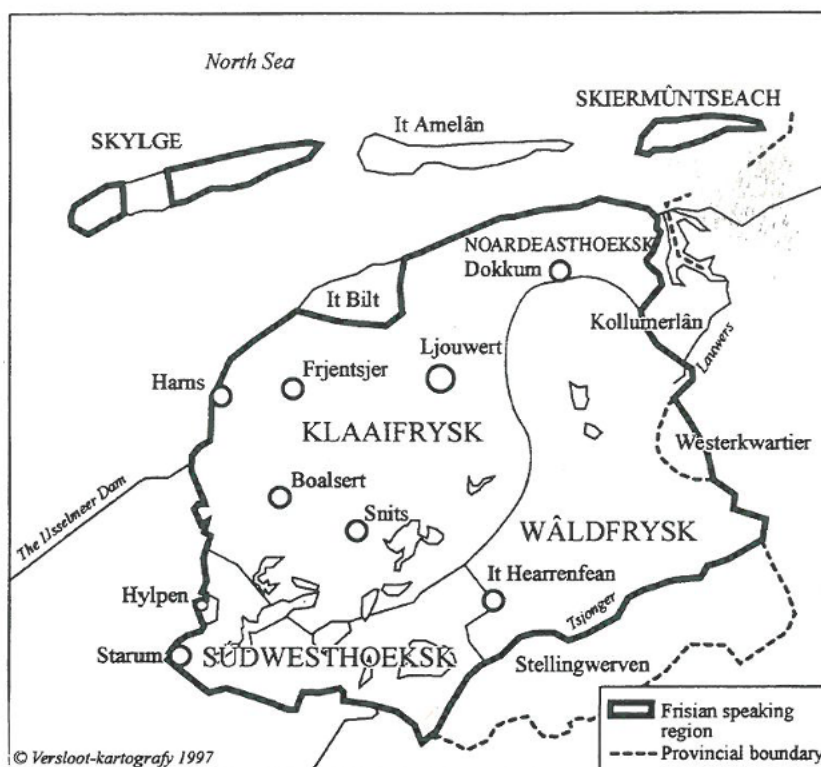 North Sea
SKIERMÛNTSEACH
It Amelân
SKYLGE
NOARDEASTHOEKSK
Dokkum
It Bilt
Kollumerlân
Lauwers
Ljouwert
Frjentsjer
Harns
KLAAIFRYSK
Westerkwartier
Boalsert
Snits
The IJsselmeer Dam
WÂLDFRYSK
It Hearrenfean
Hylpen
Tsjonger
Starum
SÚDWESTHOEKSK
Stellingwerven
Frisian speaking
region
Provincial boundary
© Versloot-kartografy 1997